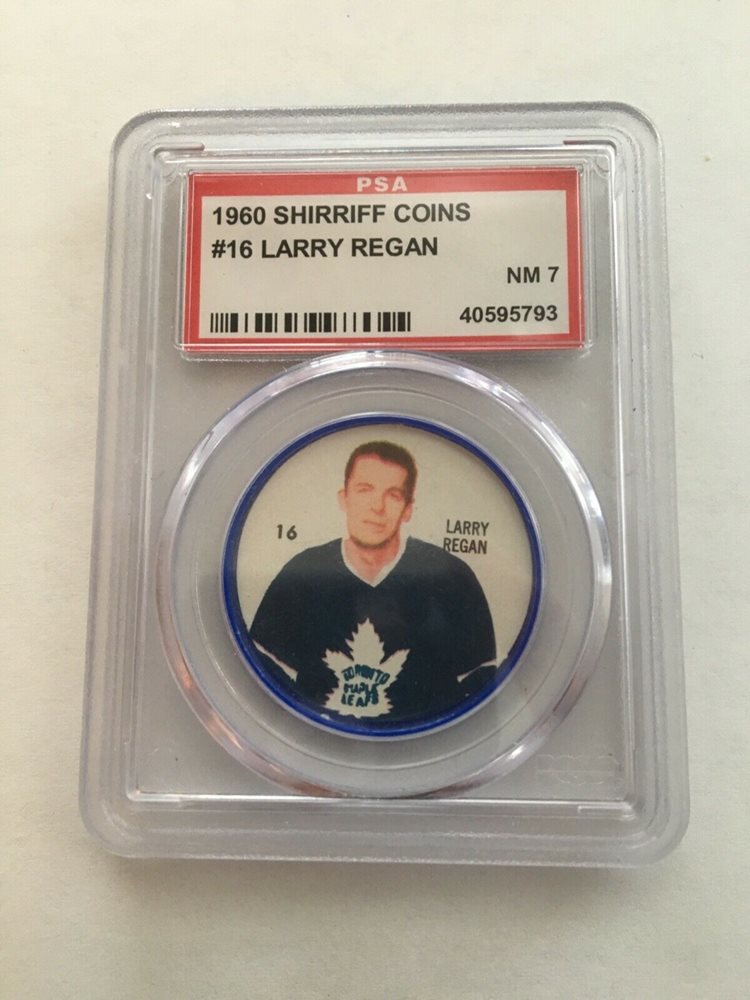 PSA
1960 SHIRRIFF COINS
#16 LARRY REGAN
NM 7
40595793
16
LARRY
REGAN
TORONTO
MAPLE
LEAFS